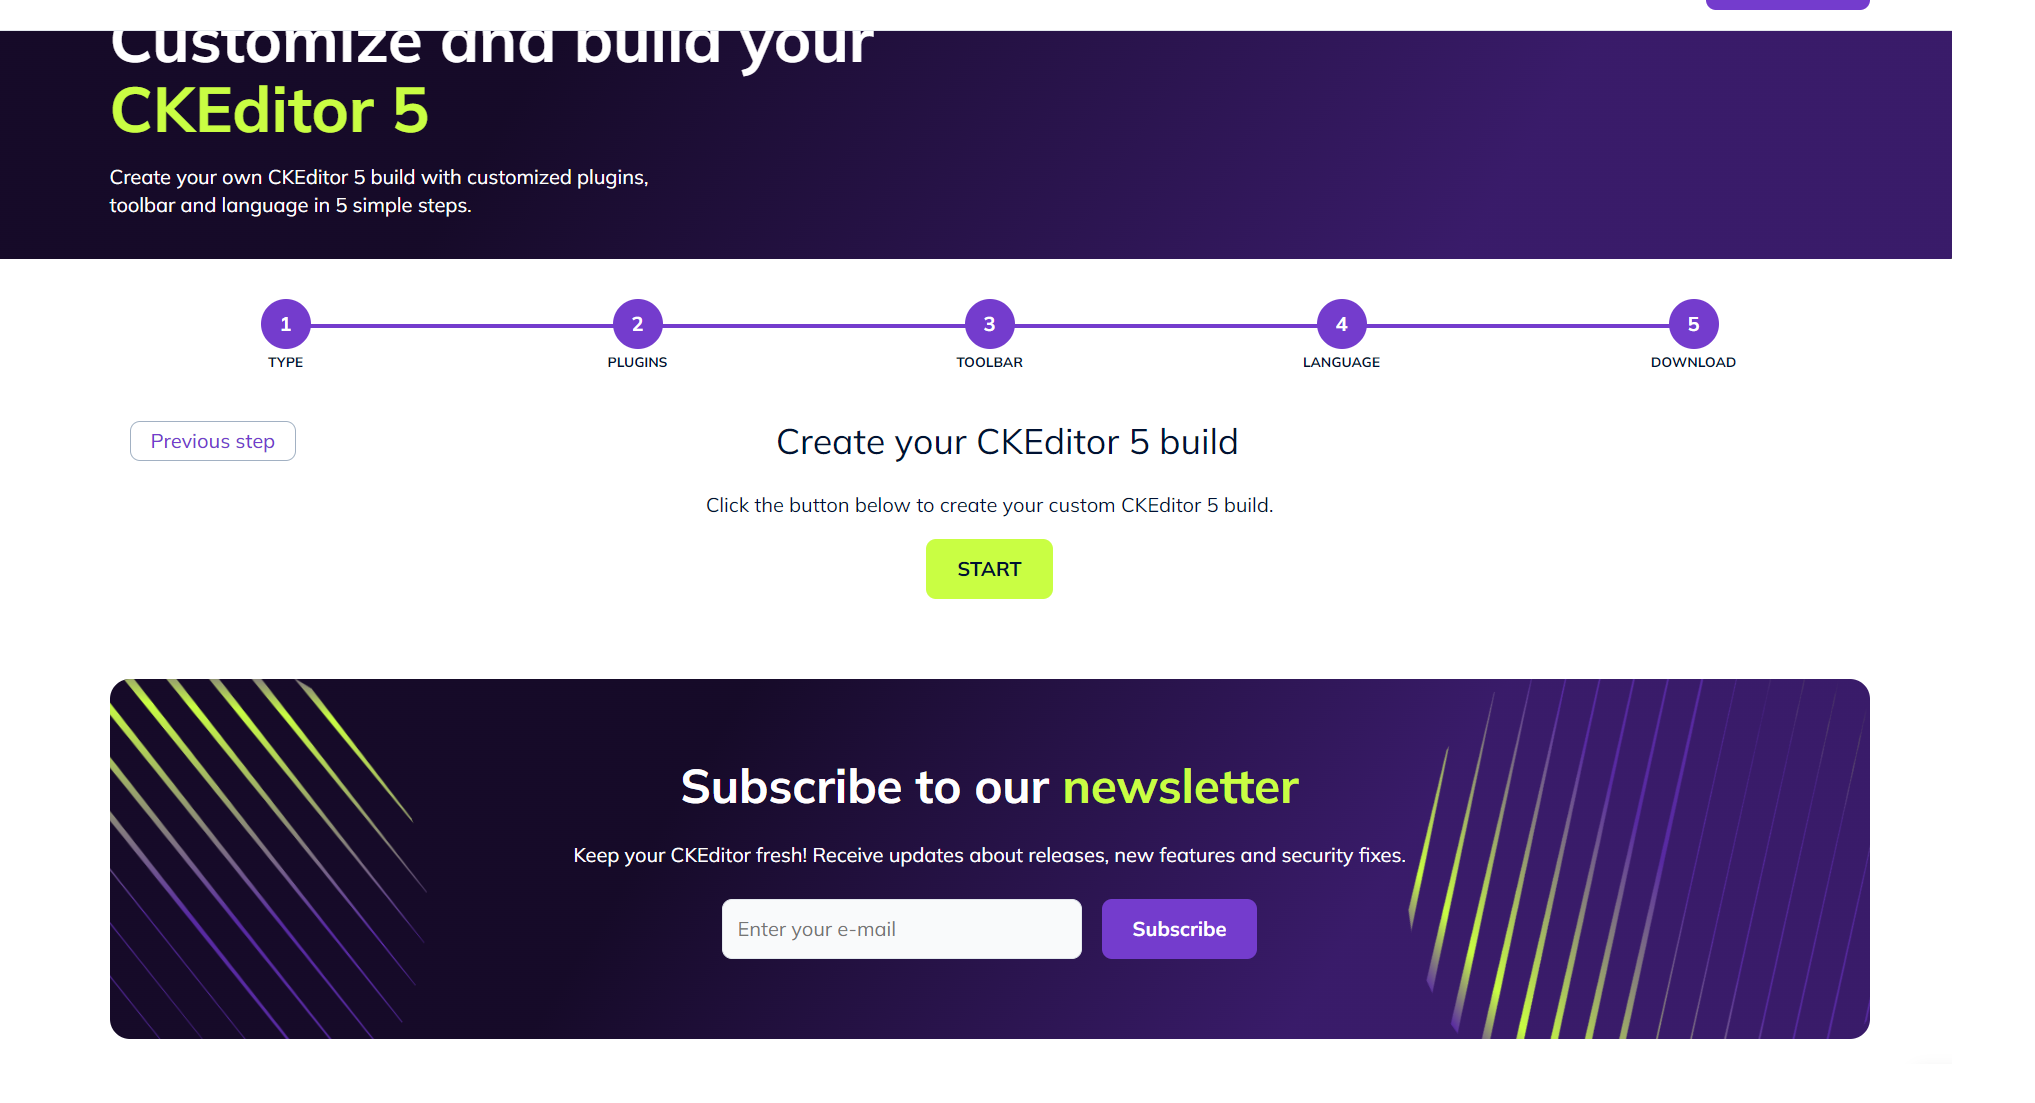 Customize and build your
CKEditor 5
Create your own CKEditor 5 build with customized plugins,
toolbar and language in 5 simple steps.
1
2
3
4
5
TYPE
PLUGINS
TOOLBAR
LANGUAGE
DOWNLOAD
Previous step
Create your CKEditor 5 build
Click the button below to create your custom CKEditor 5 build.
START
Subscribe to our newsletter
Keep your CKEditor fresh! Receive updates about releases, new features and security fixes.
Enter your e-mail
Subscribe